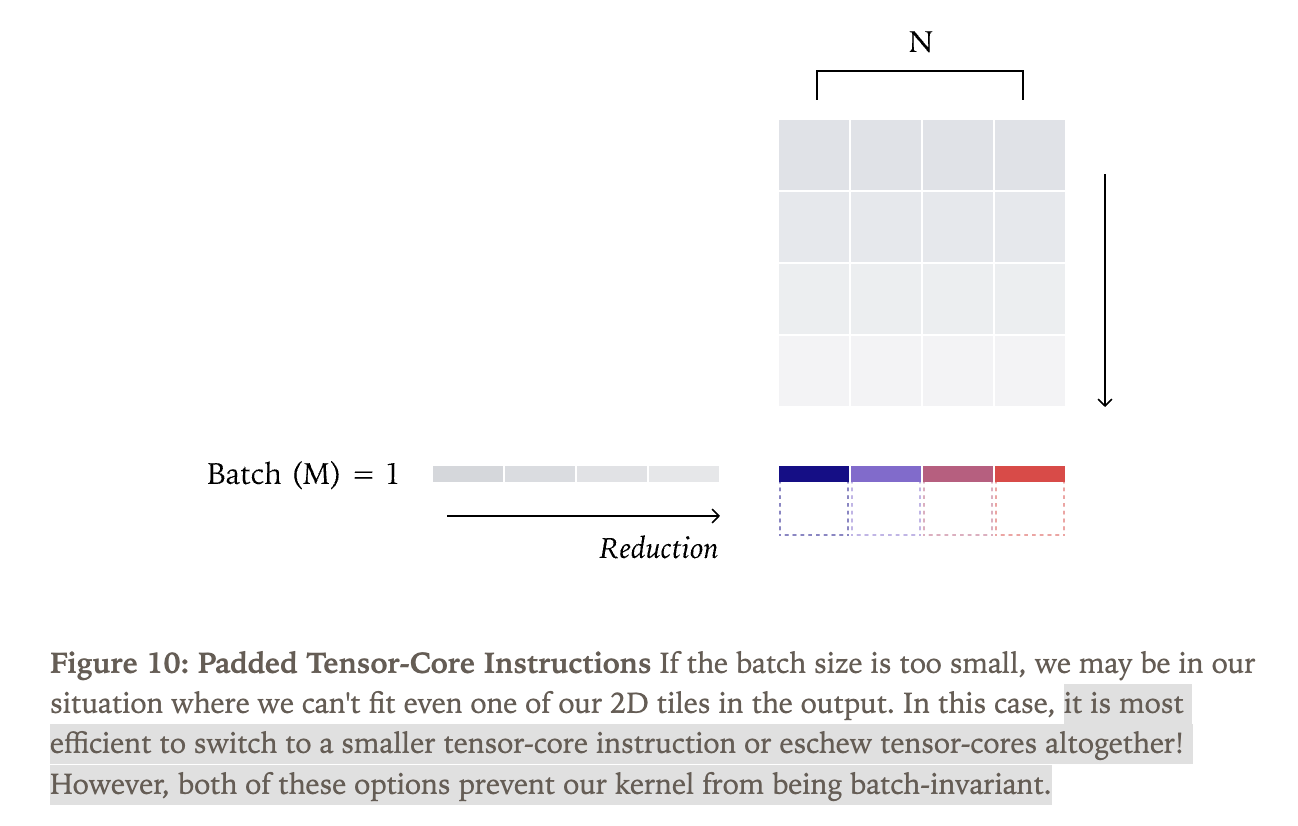 N
Batch (M) = 1
Reduction
Figure 10: Padded Tensor-Core Instructions If the batch size is too small, we may be in our
situation where we can't fit even one of our 2D tiles in the output. In this case, it is most
efficient to switch to a smaller tensor-core instruction or eschew tensor-cores altogether!
However, both of these options prevent our kernel from being batch-invariant.